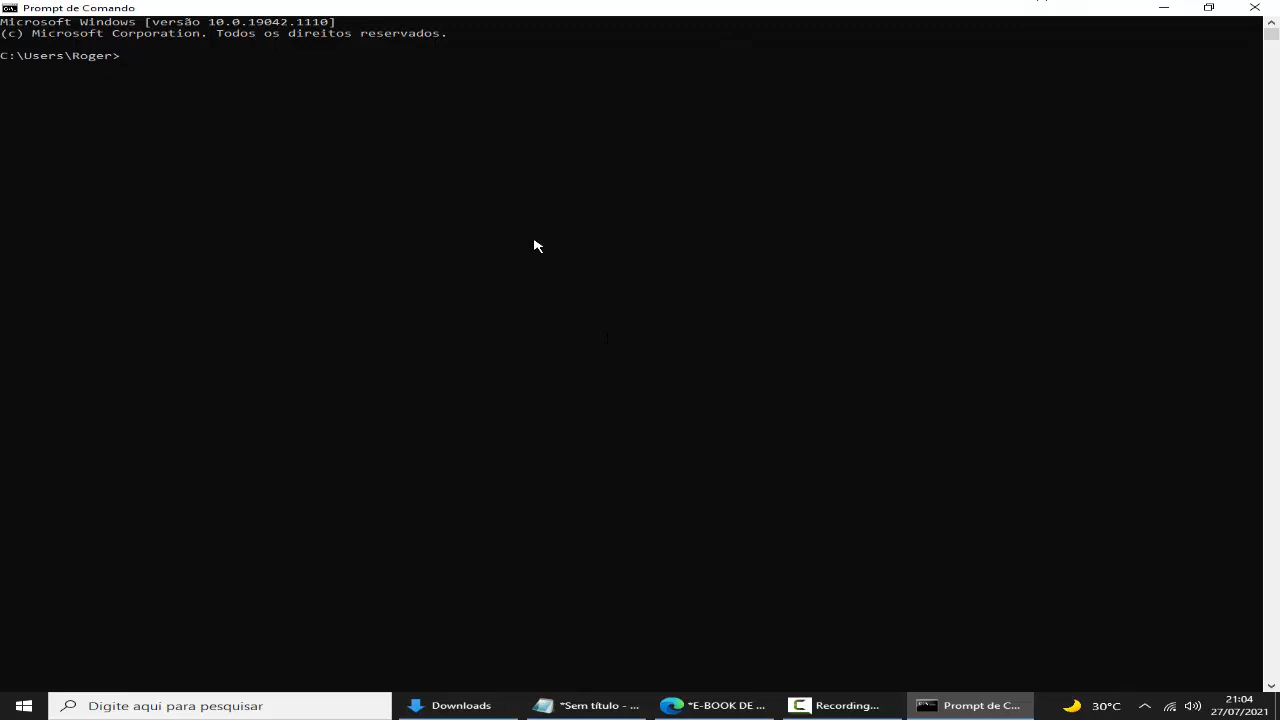 Prompt de Comando
Microsoft Windows [versão 10.0.19042.1110]
(c) Microsoft Corporation. Todos os direitos reservados.
C:\Users\Roger>
Digite aqui para pesquisar
Downloads
*Sem título - ...
*E-BOOK DE ...
Recording...
Prompt de C...
30°C
21:04
27/07/2021